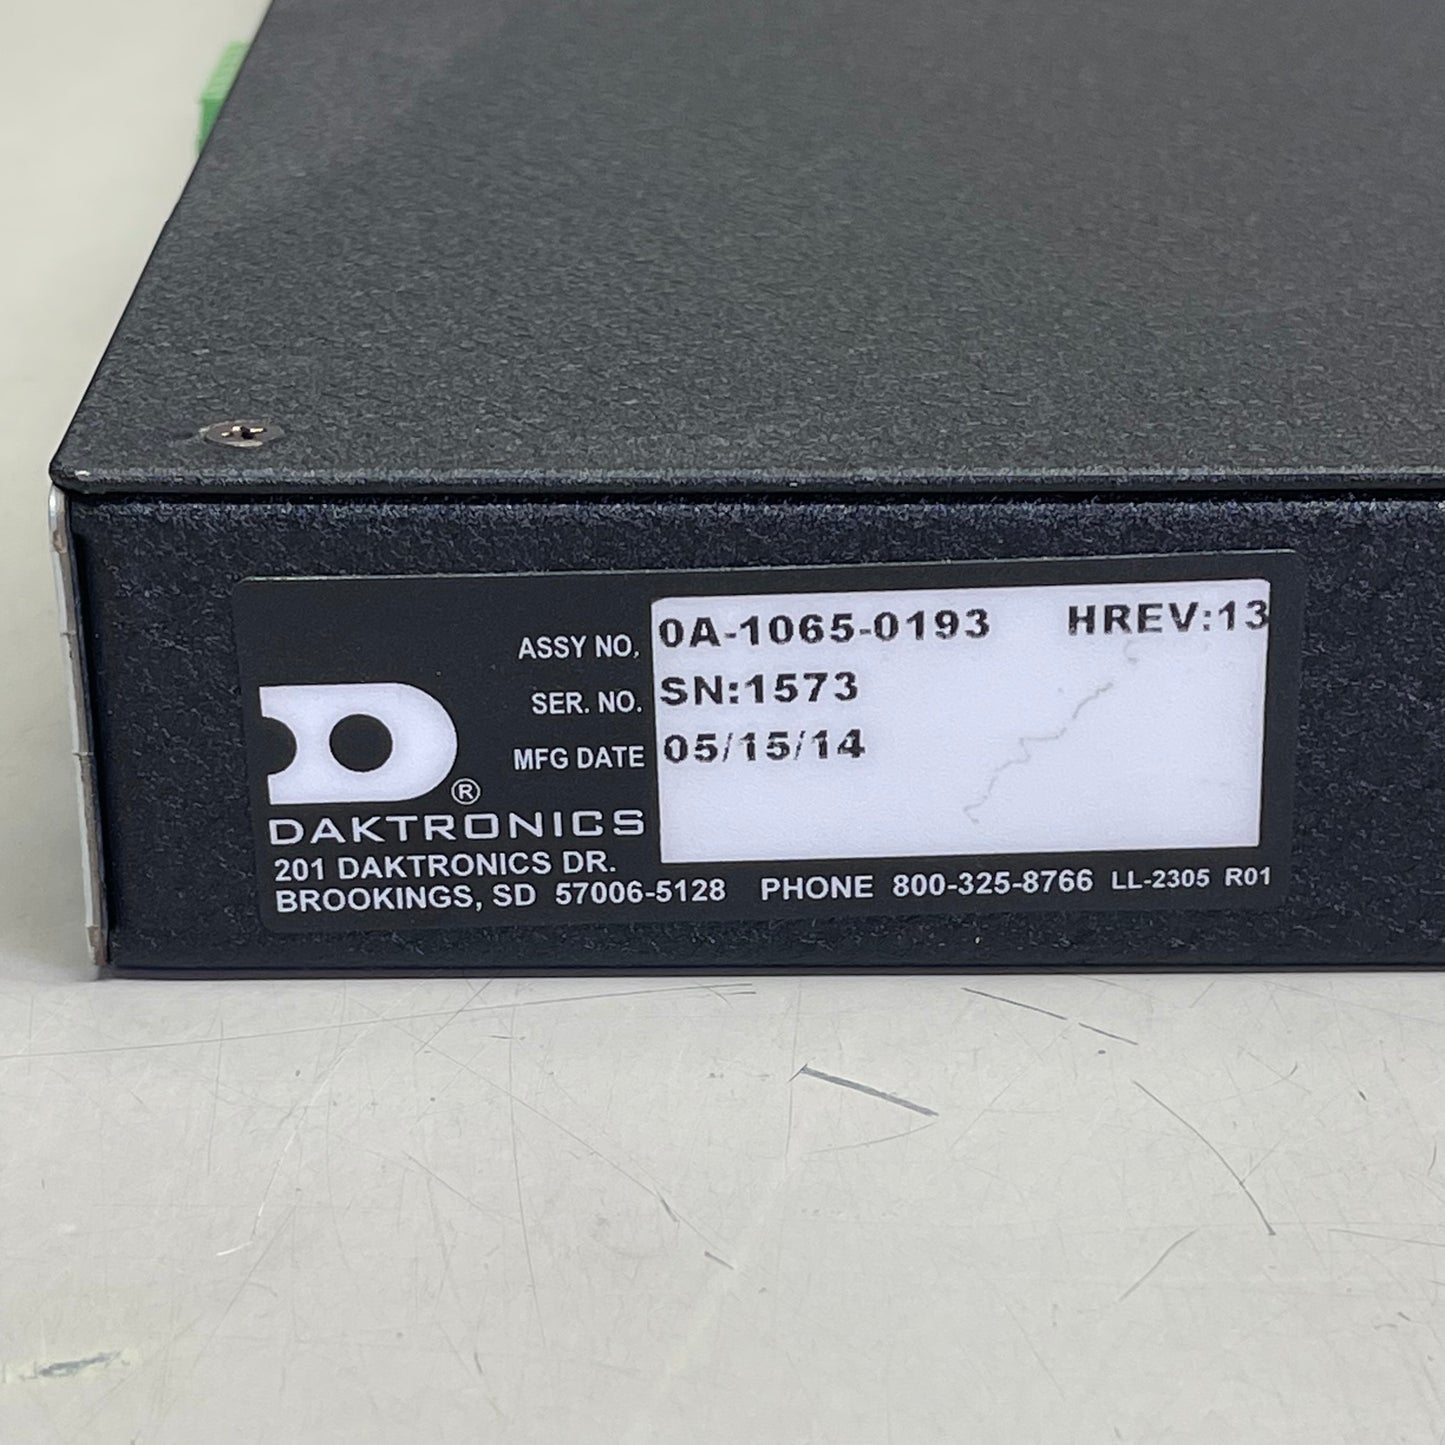 ASSY NO. 0A-1065-0193 HREV:13
SER. NO. SN:1573
MFG DATE 05/15/14
®
DAKTRONICS
201 DAKTRONICS DR.
BROOKINGS, SD 57006-5128 PHONE 800-325-8766 LL-2305 R01